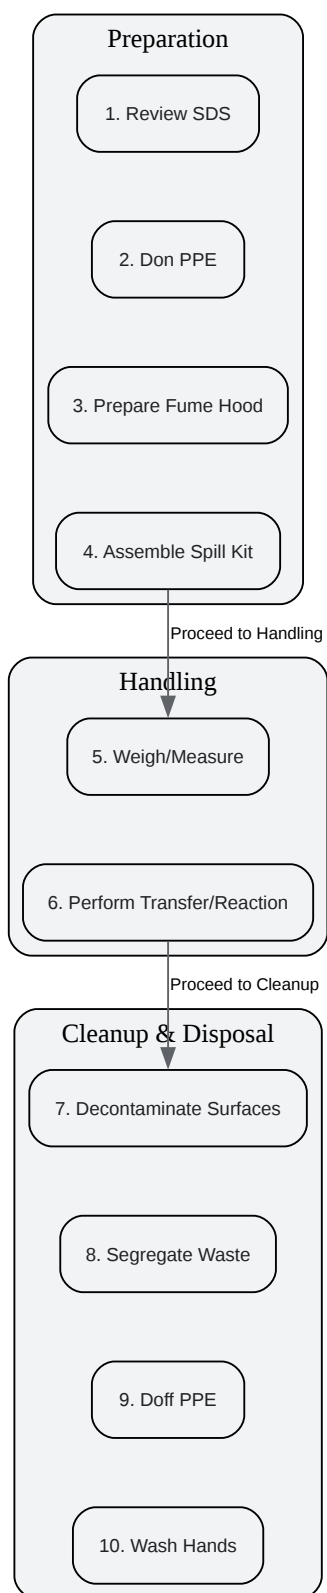 Preparation
1. Review SDS
2. Don PPE
3. Prepare Fume Hood
4. Assemble Spill Kit
Proceed to Handling
Handling
5. Weigh/Measure
6. Perform Transfer/Reaction
Proceed to Cleanup
Cleanup & Disposal
7. Decontaminate Surfaces
8. Segregate Waste
9. Doff PPE
10. Wash Hands